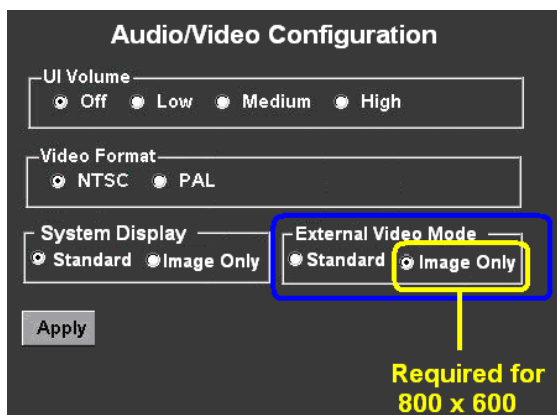 Audio/Video Configuration
UI Volume
Off Low Medium High
Video Format
NTSC PAL
System Display
Standard Image Only
External Video Mode
Standard Image Only
Apply
Required for
800 x 600